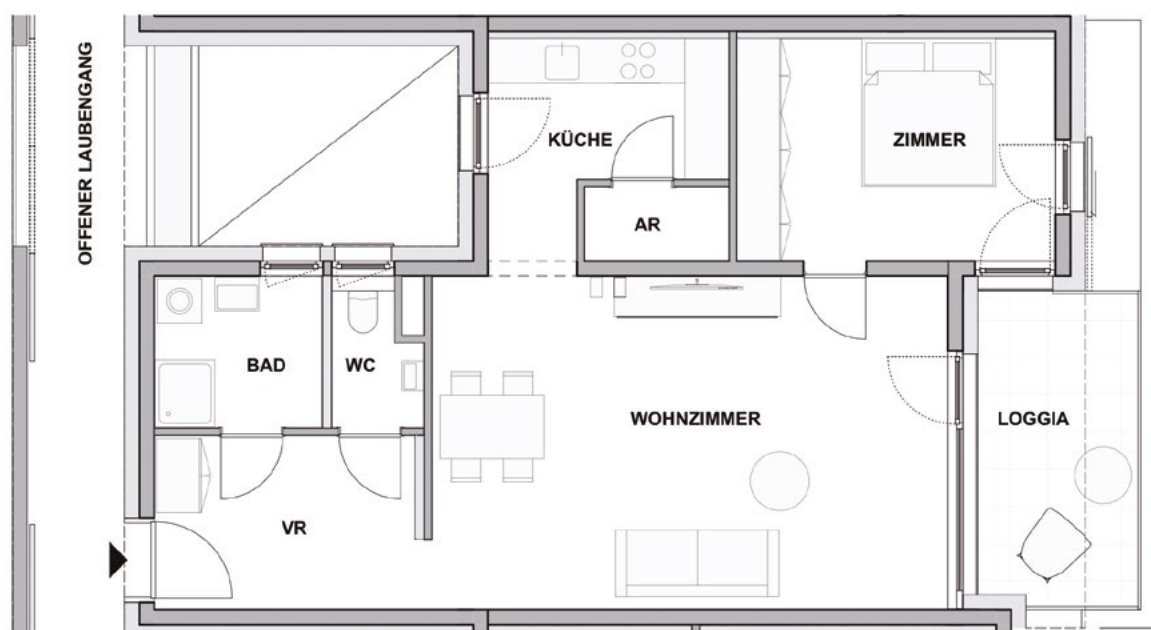 OFFENER LAUBENGANG
KÜCHE
ZIMMER
AR
BAD
WC
WOHNZIMMER
LOGGIA
VR